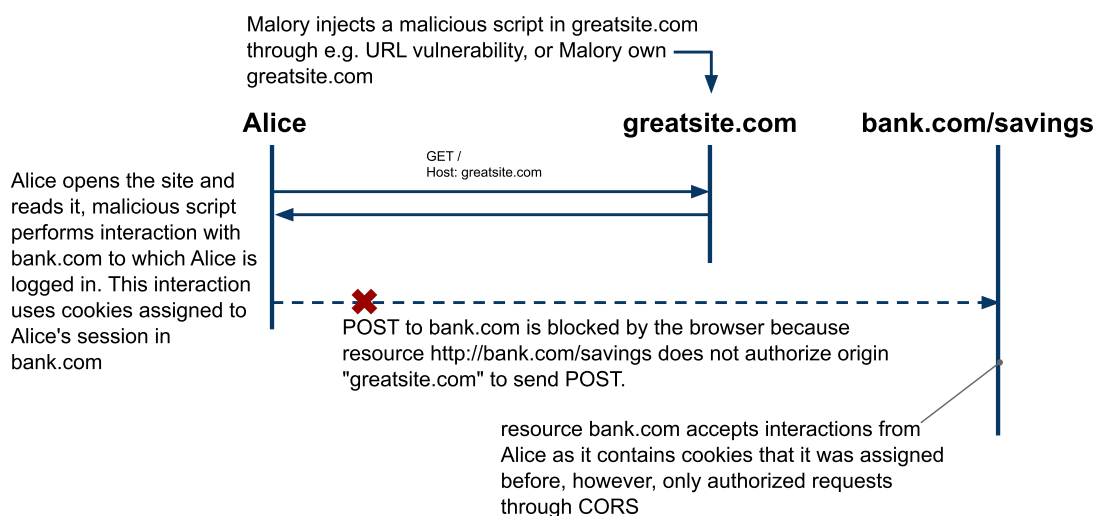 Malory injects a malicious script in greatsite.com
through e.g. URL vulnerability, or Malory own
greatsite.com
Alice
greatsite.com
bank.com/savings
GET /
Host: greatsite.com
Alice opens the site and
reads it, malicious script
performs interaction with
bank.com to which Alice is
logged in. This interaction
uses cookies assigned to
Alice's session in
bank.com
POST to bank.com is blocked by the browser because
resource http://bank.com/savings does not authorize origin
"greatsite.com" to send POST.
resource bank.com accepts interactions from
Alice as it contains cookies that it was assigned
before, however, only authorized requests
through CORS